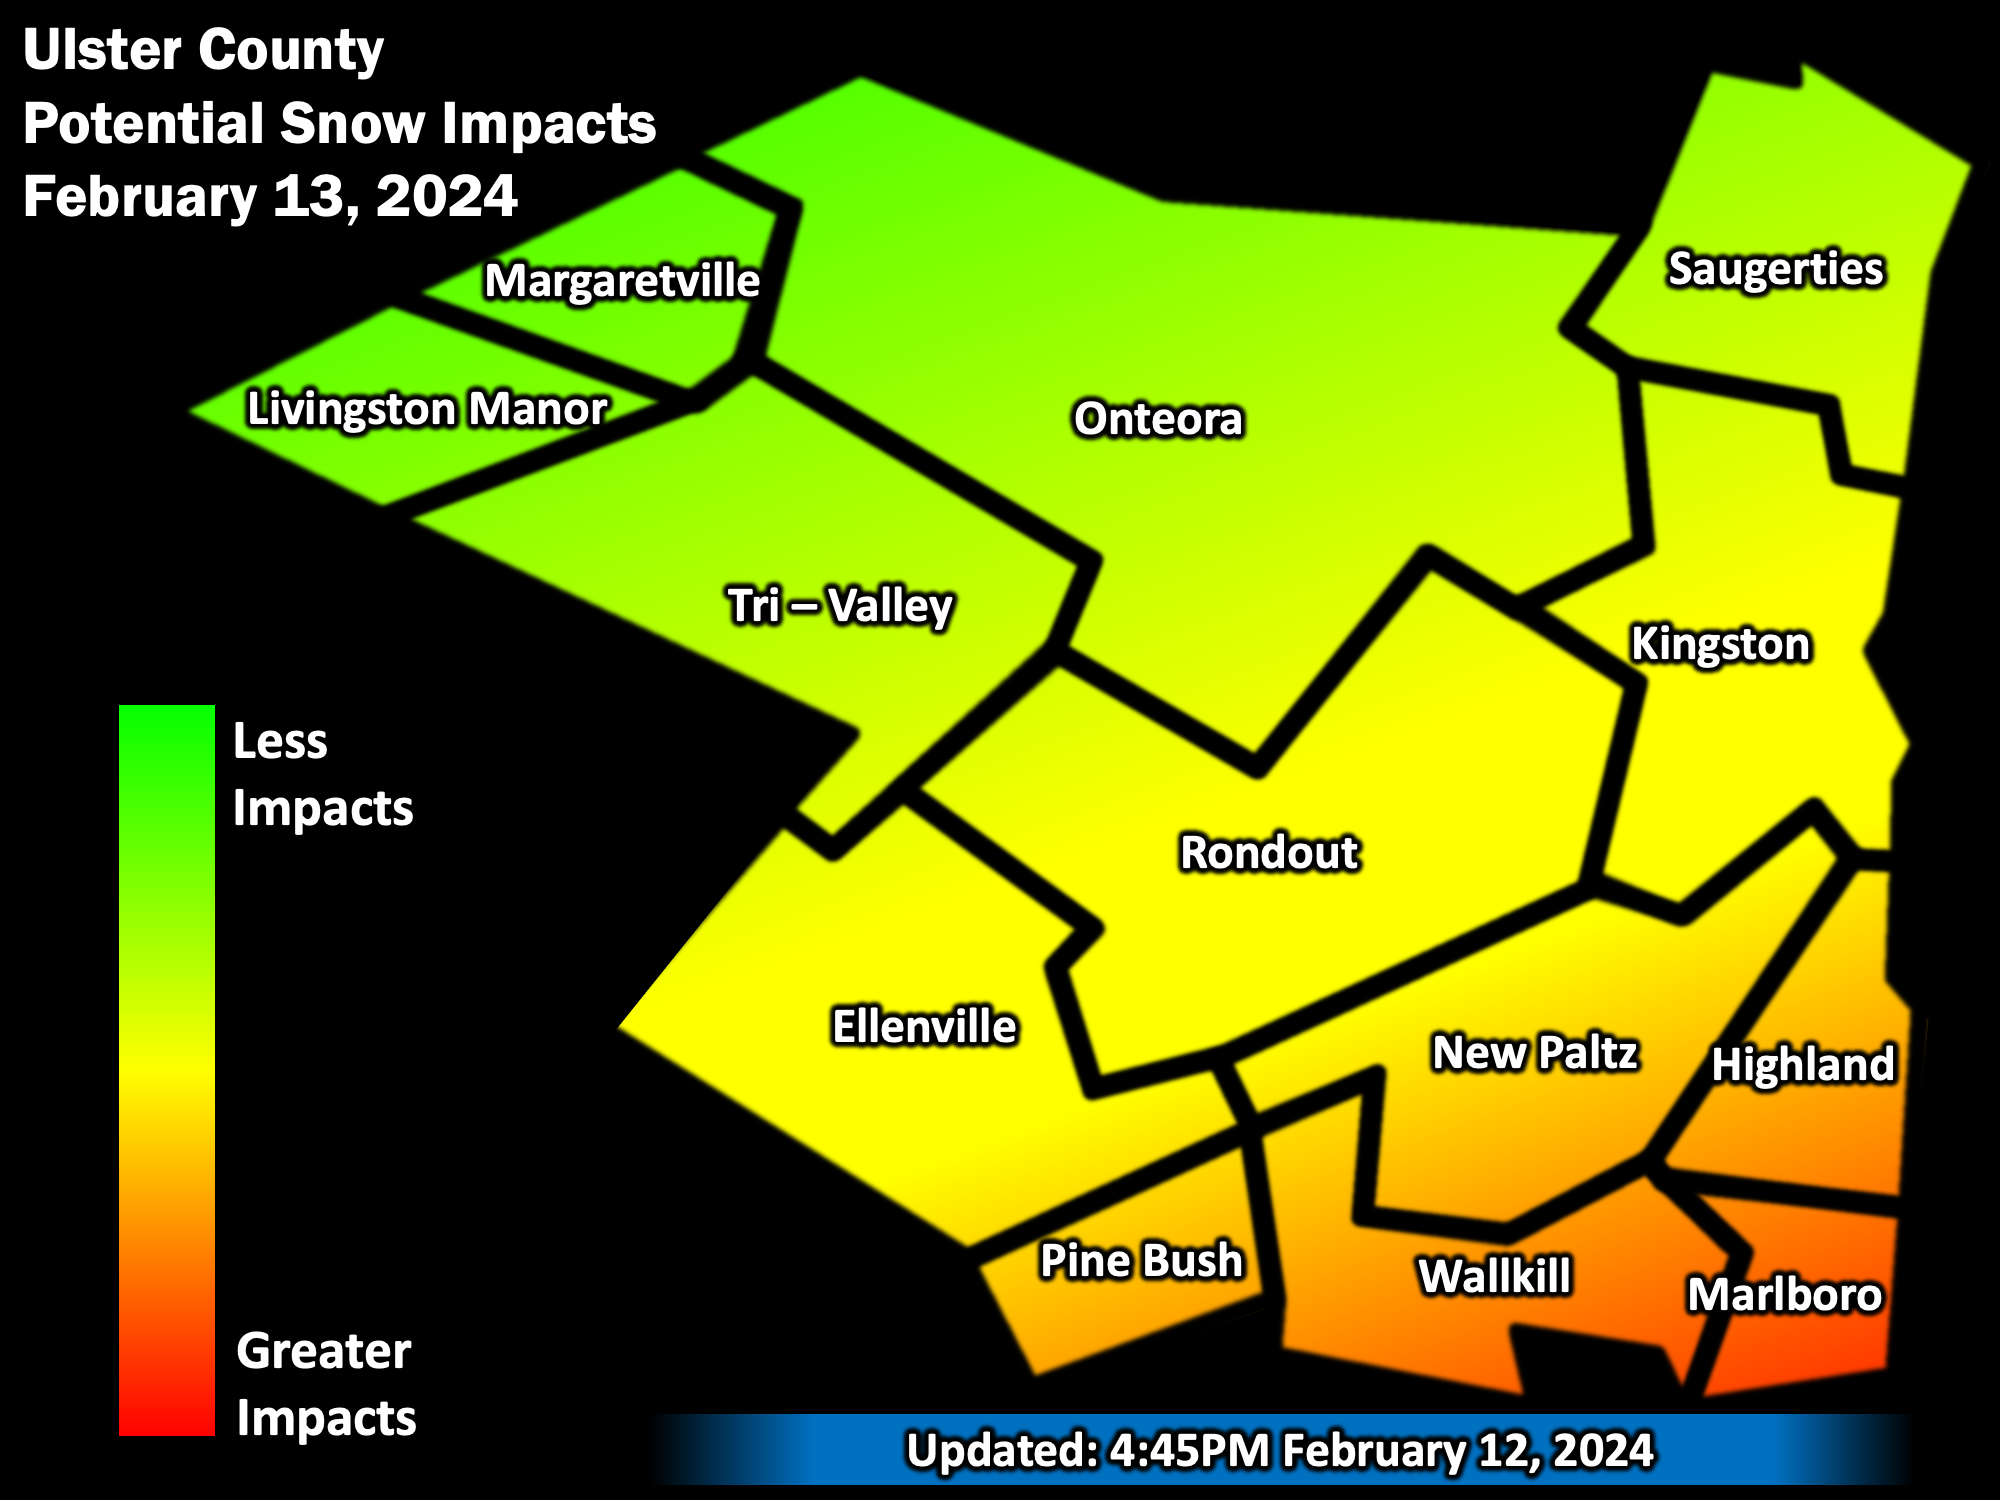 Ulster County
Potential Snow Impacts
February 13, 2024
Margaretville
Saugerties
Livingston Manor
Onteora
Tri – Valley
Kingston
Less
Impacts
Rondout
Ellenville
New Paltz
Highland
Pine Bush
Wallkill
Marlboro
Greater
Impacts
Updated: 4:45PM February 12, 2024